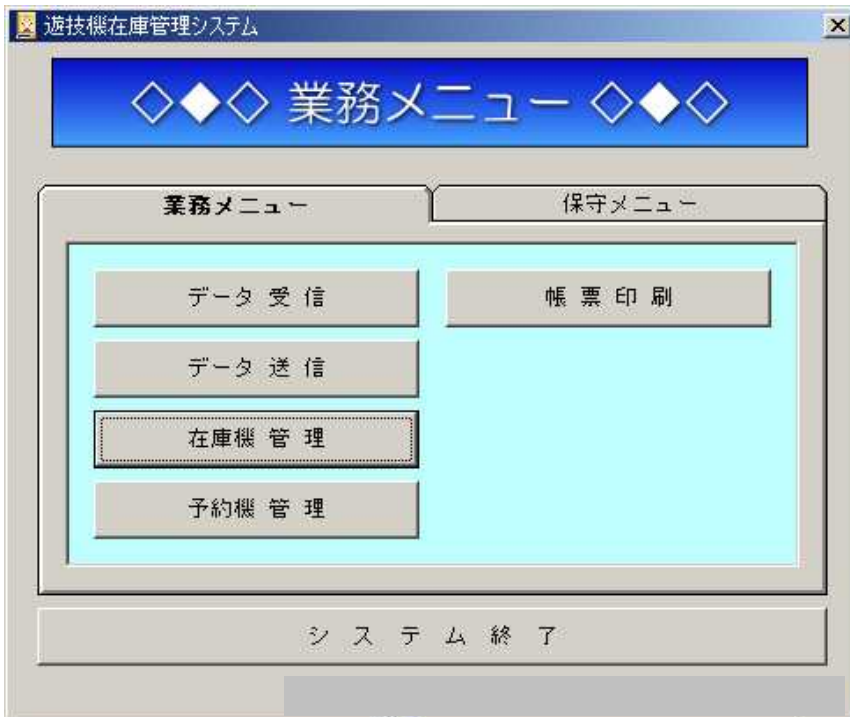 遊技機在庫管理システム
◇◆◇ 業務メニュー ◇◆◇
業務メニュー 保守メニュー
データ 受 信 帳 票 印 刷
データ 送 信
在庫機 管 理
予約機 管 理
シ ス テ ム 終 了